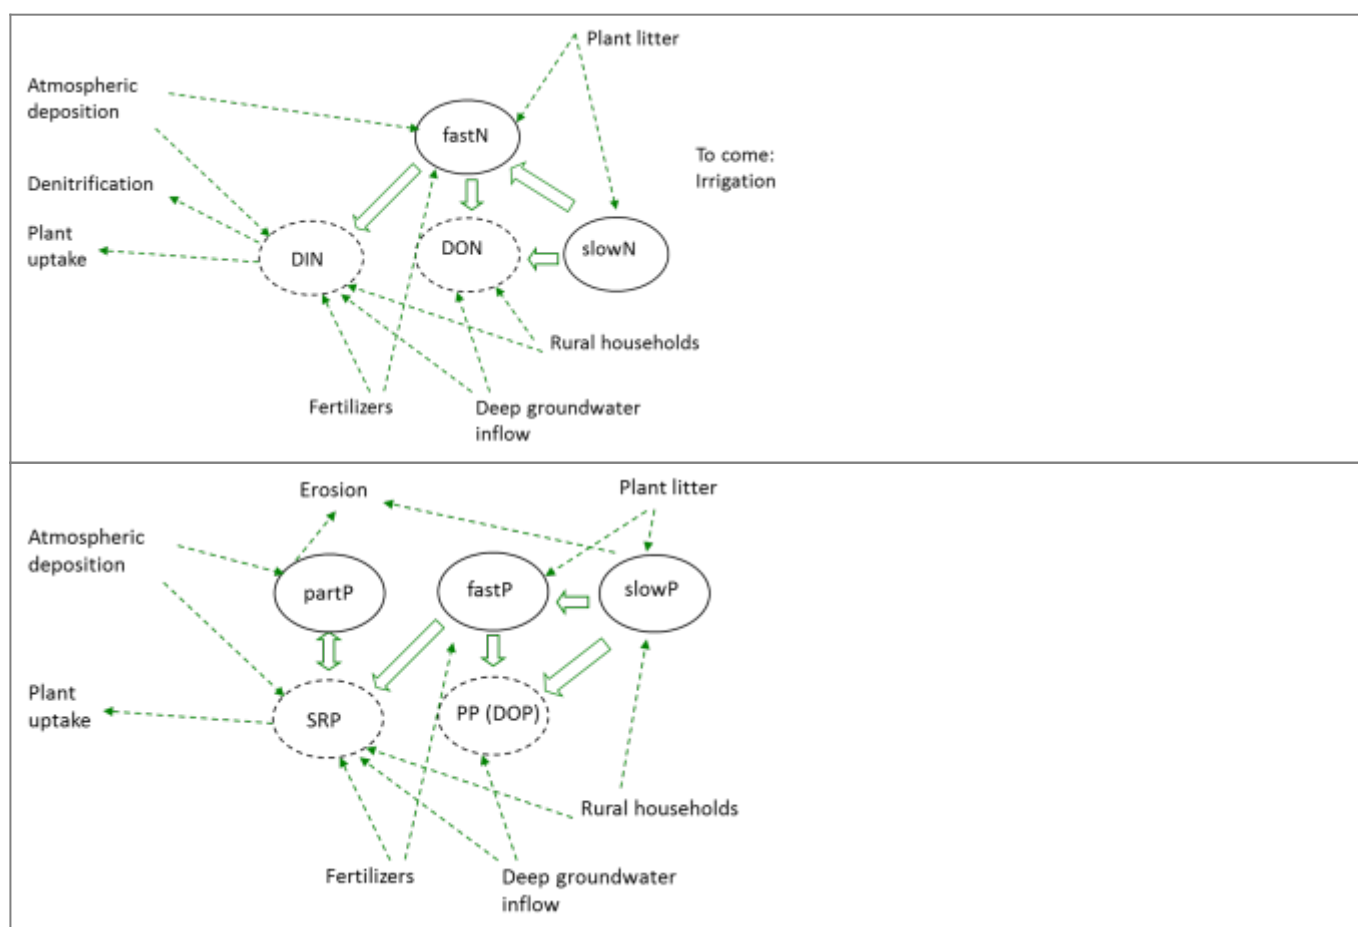 Plant litter
Atmospheric
deposition
fastN
To come:
Irrigation
Denitrification
Plant
uptake
DIN
DON
slowN
Rural households
Fertilizers
Deep groundwater
inflow
Erosion
Plant litter
Atmospheric
deposition
partP
fastP
slowP
Plant
uptake
SRP
PP (DOP)
Rural households
Fertilizers
Deep groundwater
inflow